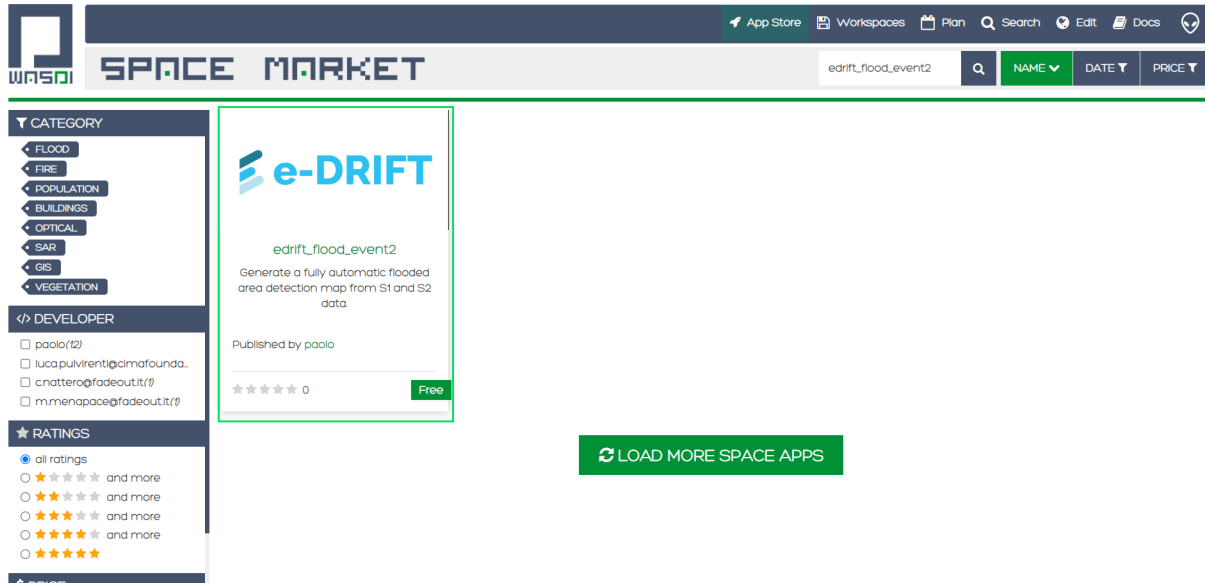 App Store
Workspaces
Plan
Search
Edit
Docs
WASDI
SPACE MARKET
edrift_flood_event2
NAME
DATE
PRICE
CATEGORY
FLOOD
FIRE
POPULATION
BUILDINGS
OPTICAL
SAR
GIS
VEGETATION
</> DEVELOPER
paolo(12)
luca.pulvirenti@cimafounda...
c.nattero@fadeout.it(1)
m.menapace@fadeout.it(1)
RATINGS
all ratings
and more
and more
and more
and more
$ PRICE
e-DRIFT
edrift_flood_event2
Generate a fully automatic flooded
area detection map from S1 and S2
data.
Published by paolo
0
Free
LOAD MORE SPACE APPS